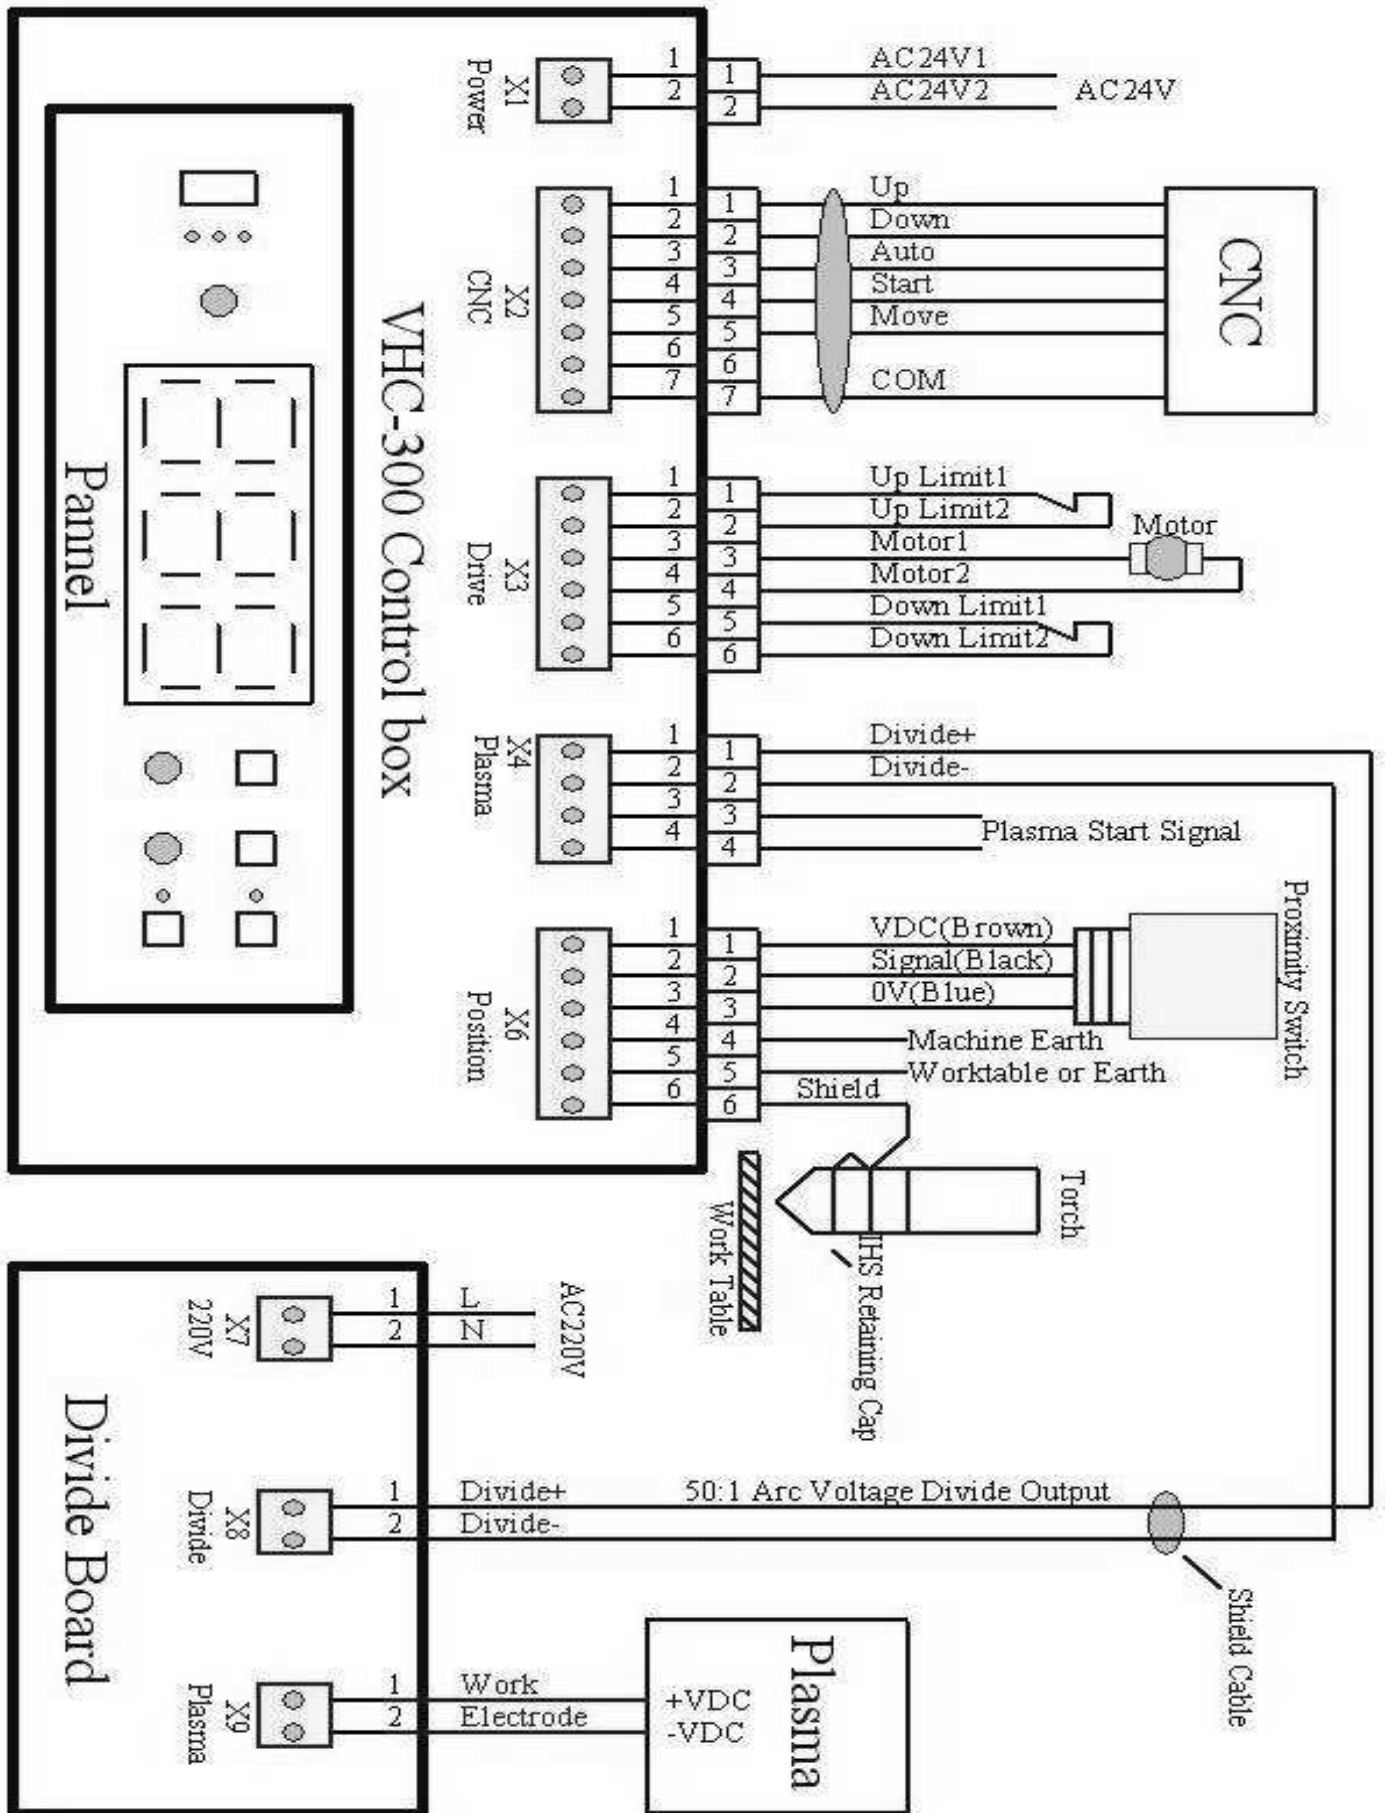 VHC-300 Control box
Pannel
X1
Power
1
2
1
2
AC24V1
AC24V2
AC24V
X2
CNC
1
2
3
4
5
6
7
1
2
3
4
5
6
7
Up
Down
Auto
Start
Move
COM
CNC
X3
Drive
1
2
3
4
5
6
1
2
3
4
5
6
Up Limit1
Up Limit2
Motor1
Motor2
Down Limit1
Down Limit2
Motor
X4
Plasma
1
2
3
4
1
2
3
4
Divide+
Divide-
Plasma Start Signal
X6
Position
1
2
3
4
5
6
1
2
3
4
5
6
VDC(Brown)
Signal(Black)
0V(Blue)
Machine Earth
Worktable or Earth
Shield
Proximity Switch
Torch
IHS Retaining Cap
Work Table
Divide Board
X7
220V
1
2
L
N
AC220V
X8
Divide
1
2
Divide+
Divide-
50:1 Arc Voltage Divide Output
Shield Cable
X9
Plasma
1
2
Work
Electrode
+VDC
-VDC
Plasma